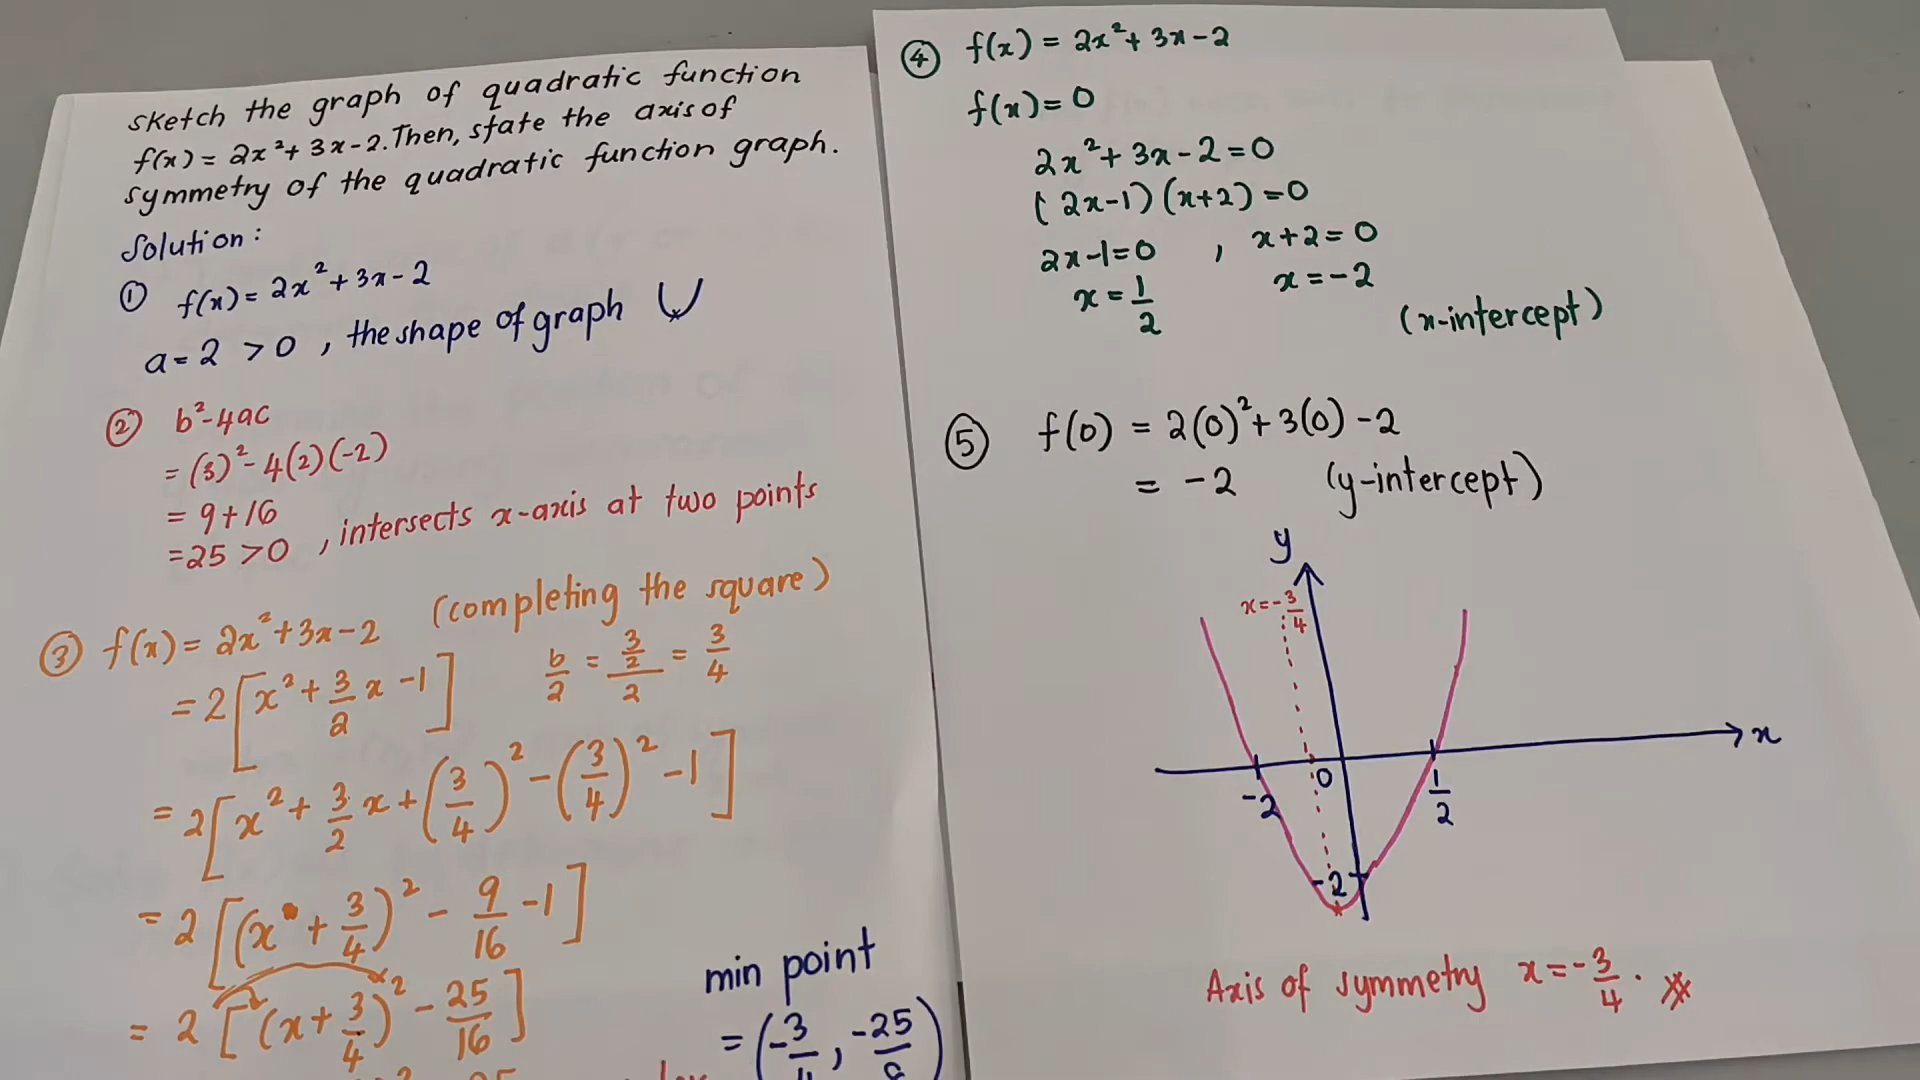 sketch the graph of quadratic function
f(x) = 2x² + 3x - 2. Then, state the axis of
symmetry of the quadratic function graph.
Solution:
① f(x) = 2x² + 3x - 2
a = 2 > 0 , the shape of graph
② b² - 4ac
= (3)² - 4(2)(-2)
= 9 + 16
= 25 > 0 , intersects x-axis at two points
③ f(x) = 2x² + 3x - 2 (completing the square)
= 2[x² + 3/2 x - 1] b/2 = 3/2/2 = 3/4
= 2[x² + 3/2 x + (3/4)² - (3/4)² - 1]
= 2[(x + 3/4)² - 9/16 - 1]
= 2[(x + 3/4)² - 25/16]
min point
= (-3/4, -25/8)
④ f(x) = 2x² + 3x - 2
f(x) = 0
2x² + 3x - 2 = 0
(2x-1)(x+2) = 0
2x-1=0 , x+2=0
x = 1/2 x = -2
(x-intercept)
⑤ f(0) = 2(0)² + 3(0) - 2
= -2 (y-intercept)
y
x = -3/4
x
-2 0 1/2
-2
Axis of symmetry x = -3/4.